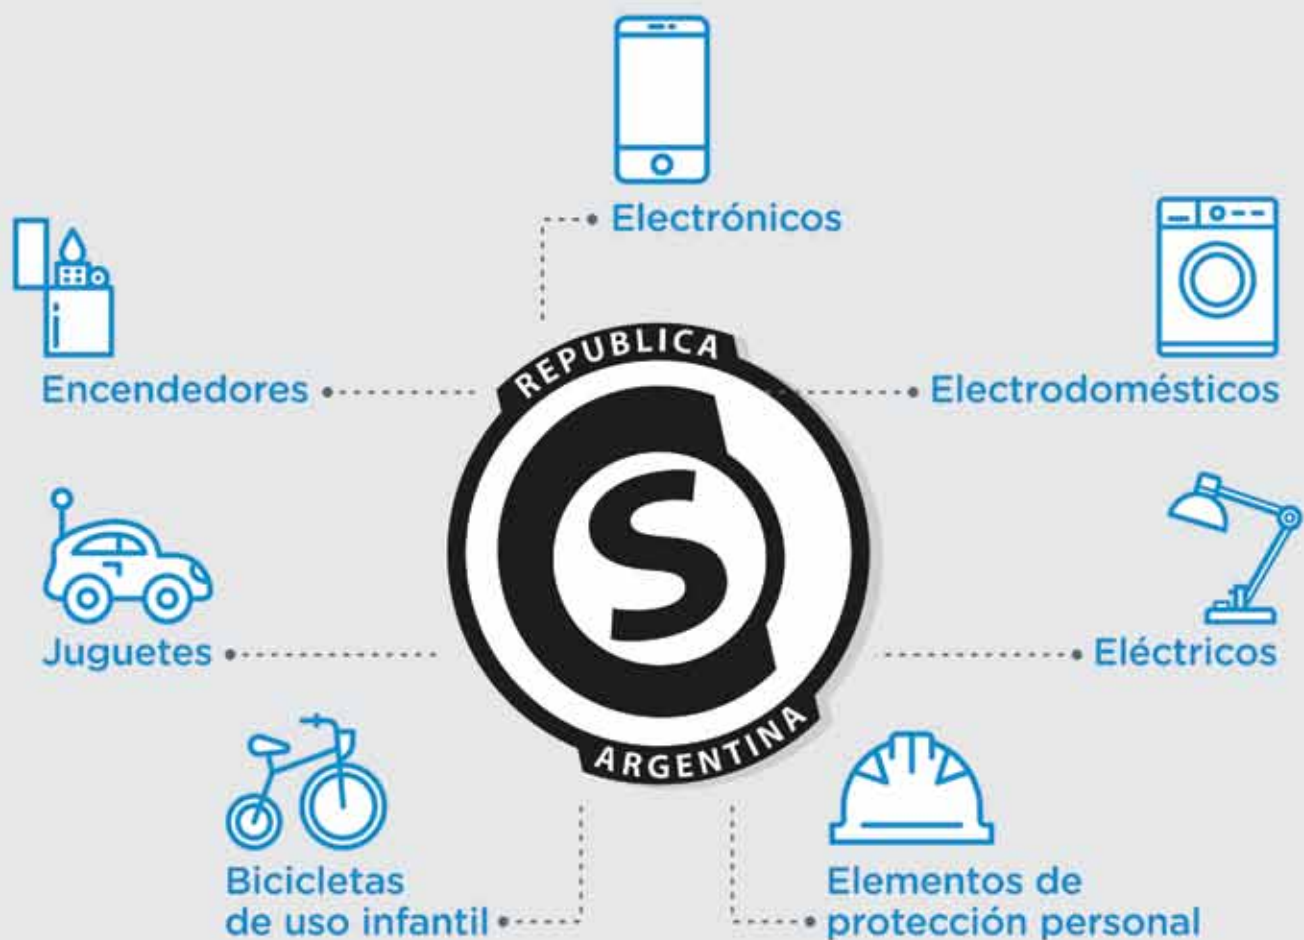 Electrónicos
Encendedores
Electrodomésticos
REPUBLICA
S
ARGENTINA
Juguetes
Eléctricos
Bicicletas
de uso infantil
Elementos de
protección personal